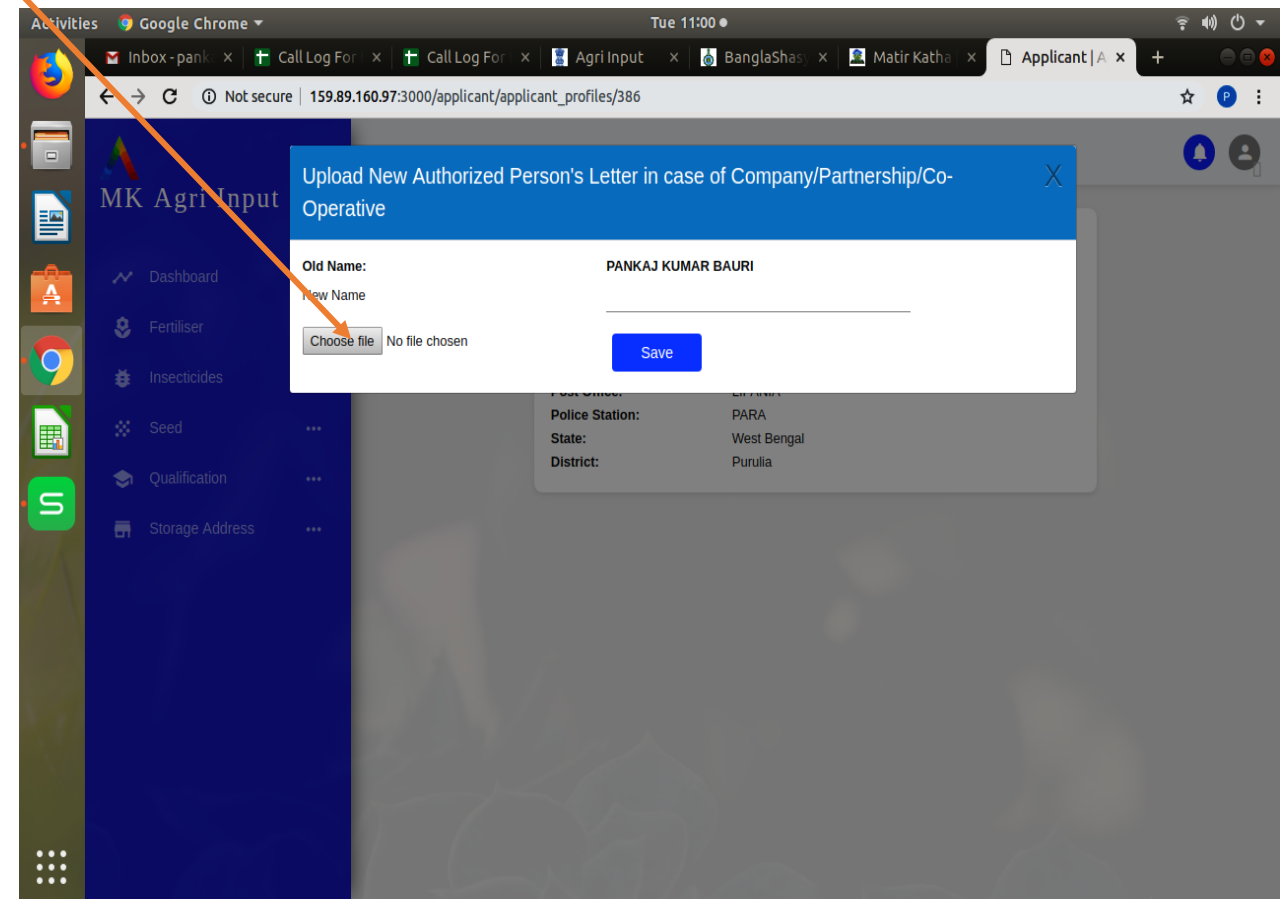 Activities Google Chrome Tue 11:00
Inbox - pank Call Log For Call Log For Agri Input BanglaShas Matir Katha Applicant | A
Not secure 159.89.160.97:3000/applicant/applicant_profiles/386 P
MK Agri Input
Upload New Authorized Person's Letter in case of Company/Partnership/Co-
Operative
X
Old Name: PANKAJ KUMAR BAURI
New Name
Choose file No file chosen Save
Dashboard
Fertiliser
Insecticides
Seed
Qualification
Storage Address
Post Office:
Police Station: PARA
State: West Bengal
District: Purulia